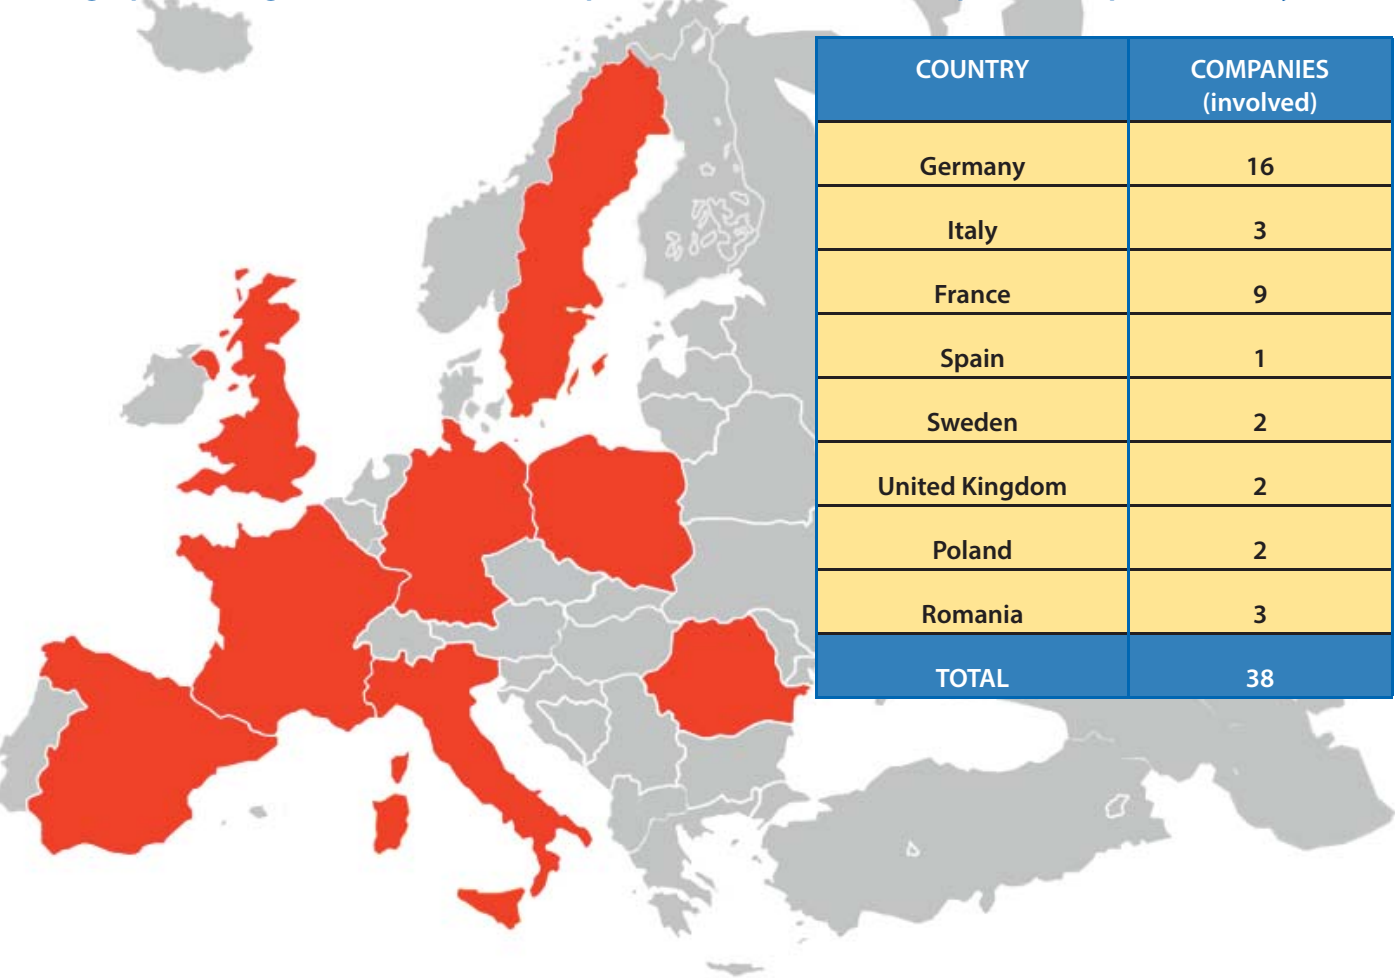 COUNTRY COMPANIES
(involved)
Germany 16
Italy 3
France 9
Spain 1
Sweden 2
United Kingdom 2
Poland 2
Romania 3
TOTAL 38